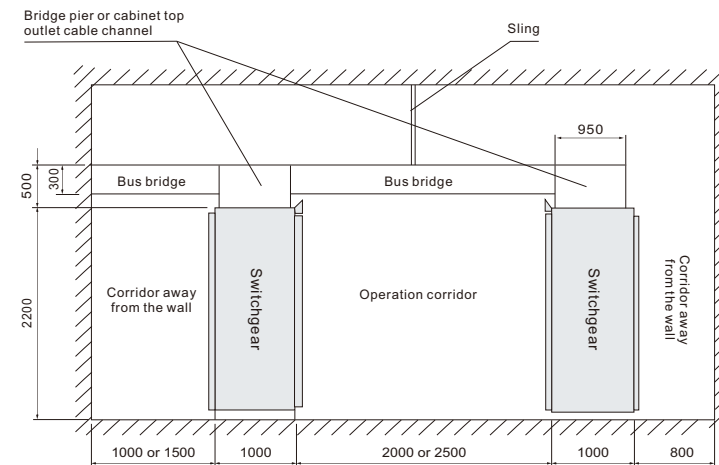 Bridge pier or cabinet top
outlet cable channel
Sling
950
500
300
Bus bridge
Bus bridge
2200
Corridor away
from the wall
Switchgear
Operation corridor
Switchgear
Corridor away
from the wall
1000 or 1500
1000
2000 or 2500
1000
800